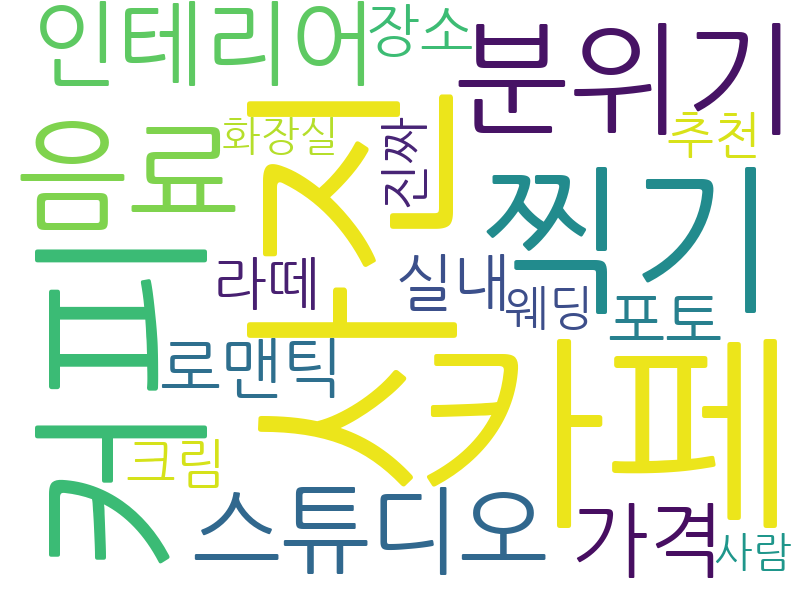 인테리어
장소
분위기
음료
화장실
진짜
추천
사진
찍기
커피
라떼
실내
웨딩
포토
로맨틱
카페
크림
스튜디오
가격
사람